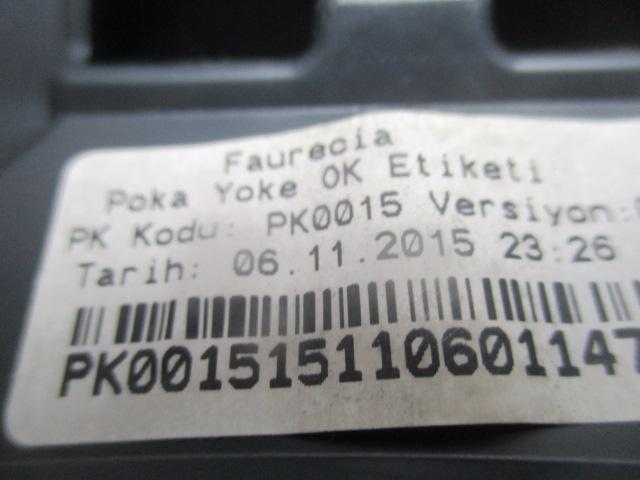 Faurecia
Poka Yoke OK Etiketi
PK Kodu: PK0015 Versiyon:
Tarih: 06.11.2015 23:26
PK001515110601147